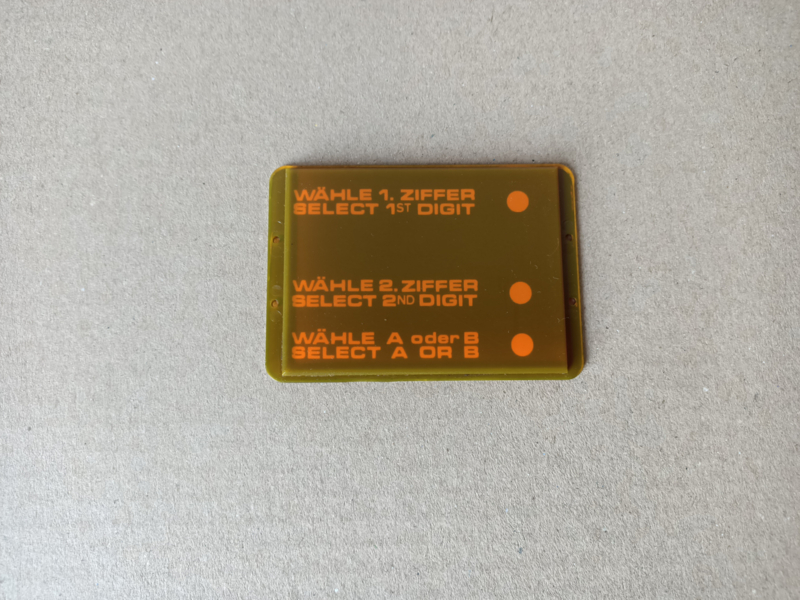 WÄHLE 1. ZIFFER
SELECT 1ST DIGIT
WÄHLE 2. ZIFFER
SELECT 2ND DIGIT
WÄHLE A oder B
SELECT A OR B